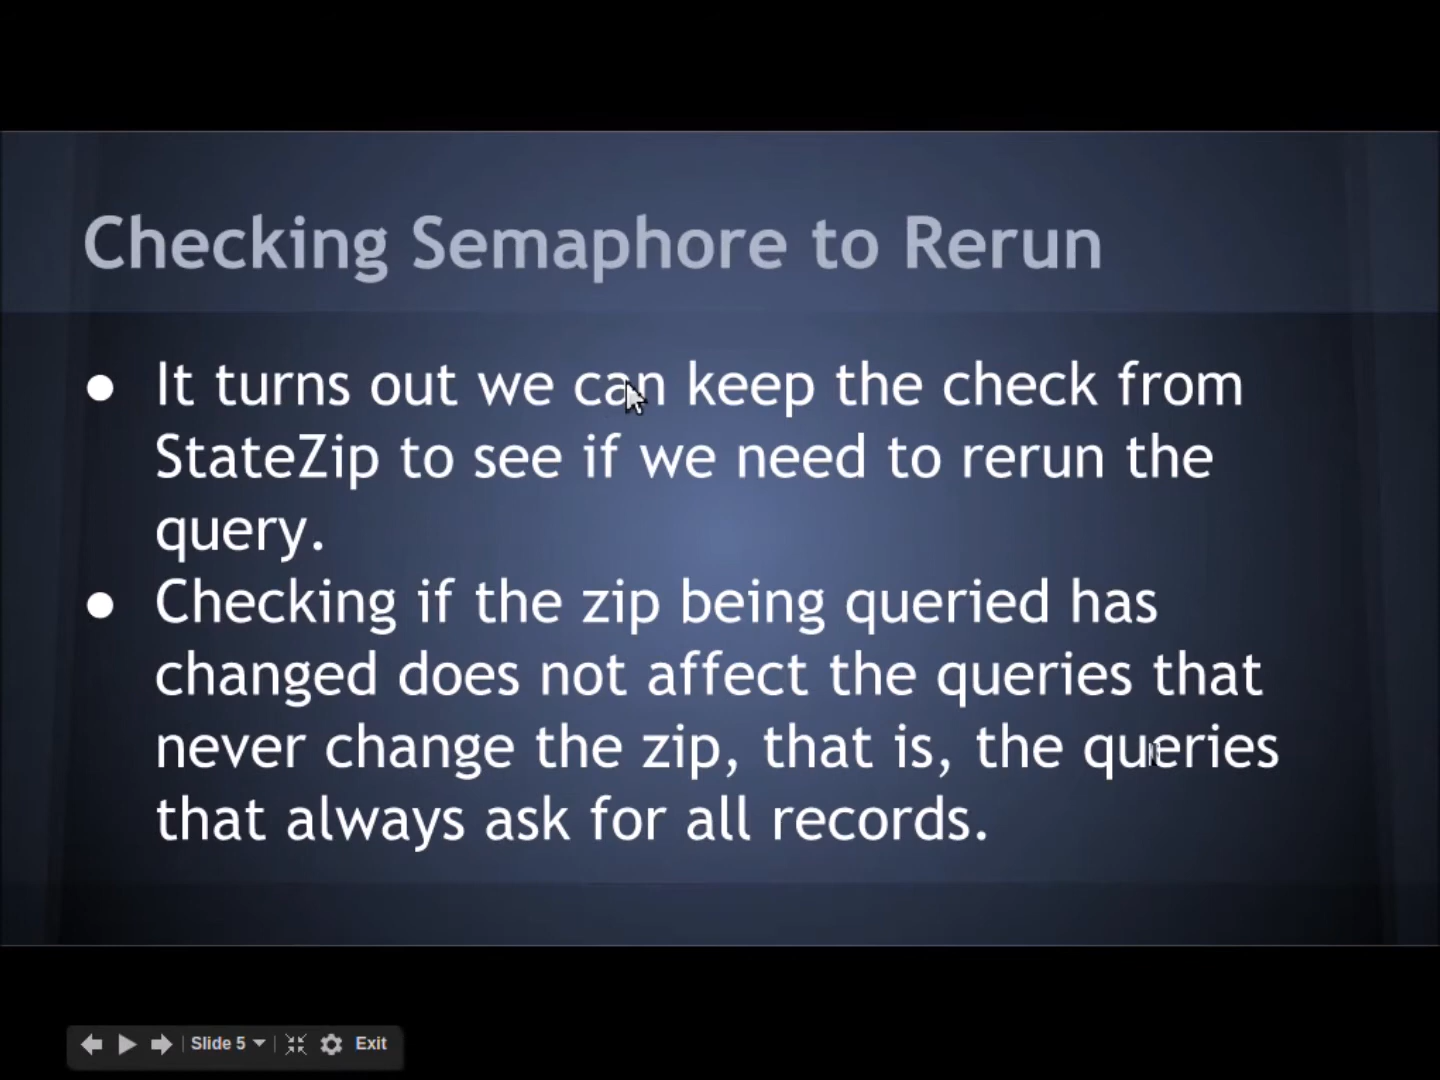 Checking Semaphore to Rerun
● It turns out we can keep the check from
StateZip to see if we need to rerun the
query.
● Checking if the zip being queried has
changed does not affect the queries that
never change the zip, that is, the queries
that always ask for all records.
Slide 5
Exit